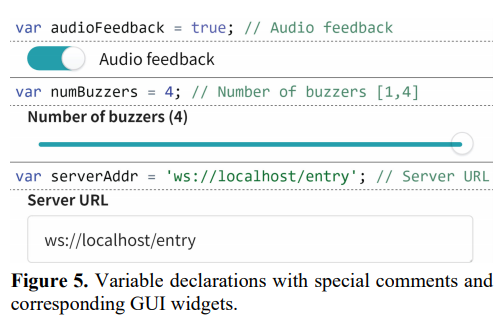 var audioFeedback = true; // Audio feedback
Audio feedback
var numBuzzers = 4; // Number of buzzers [1,4]
Number of buzzers (4)
var serverAddr = 'ws://localhost/entry'; // Server URL
Server URL
ws://localhost/entry
Figure 5. Variable declarations with special comments and
corresponding GUI widgets.